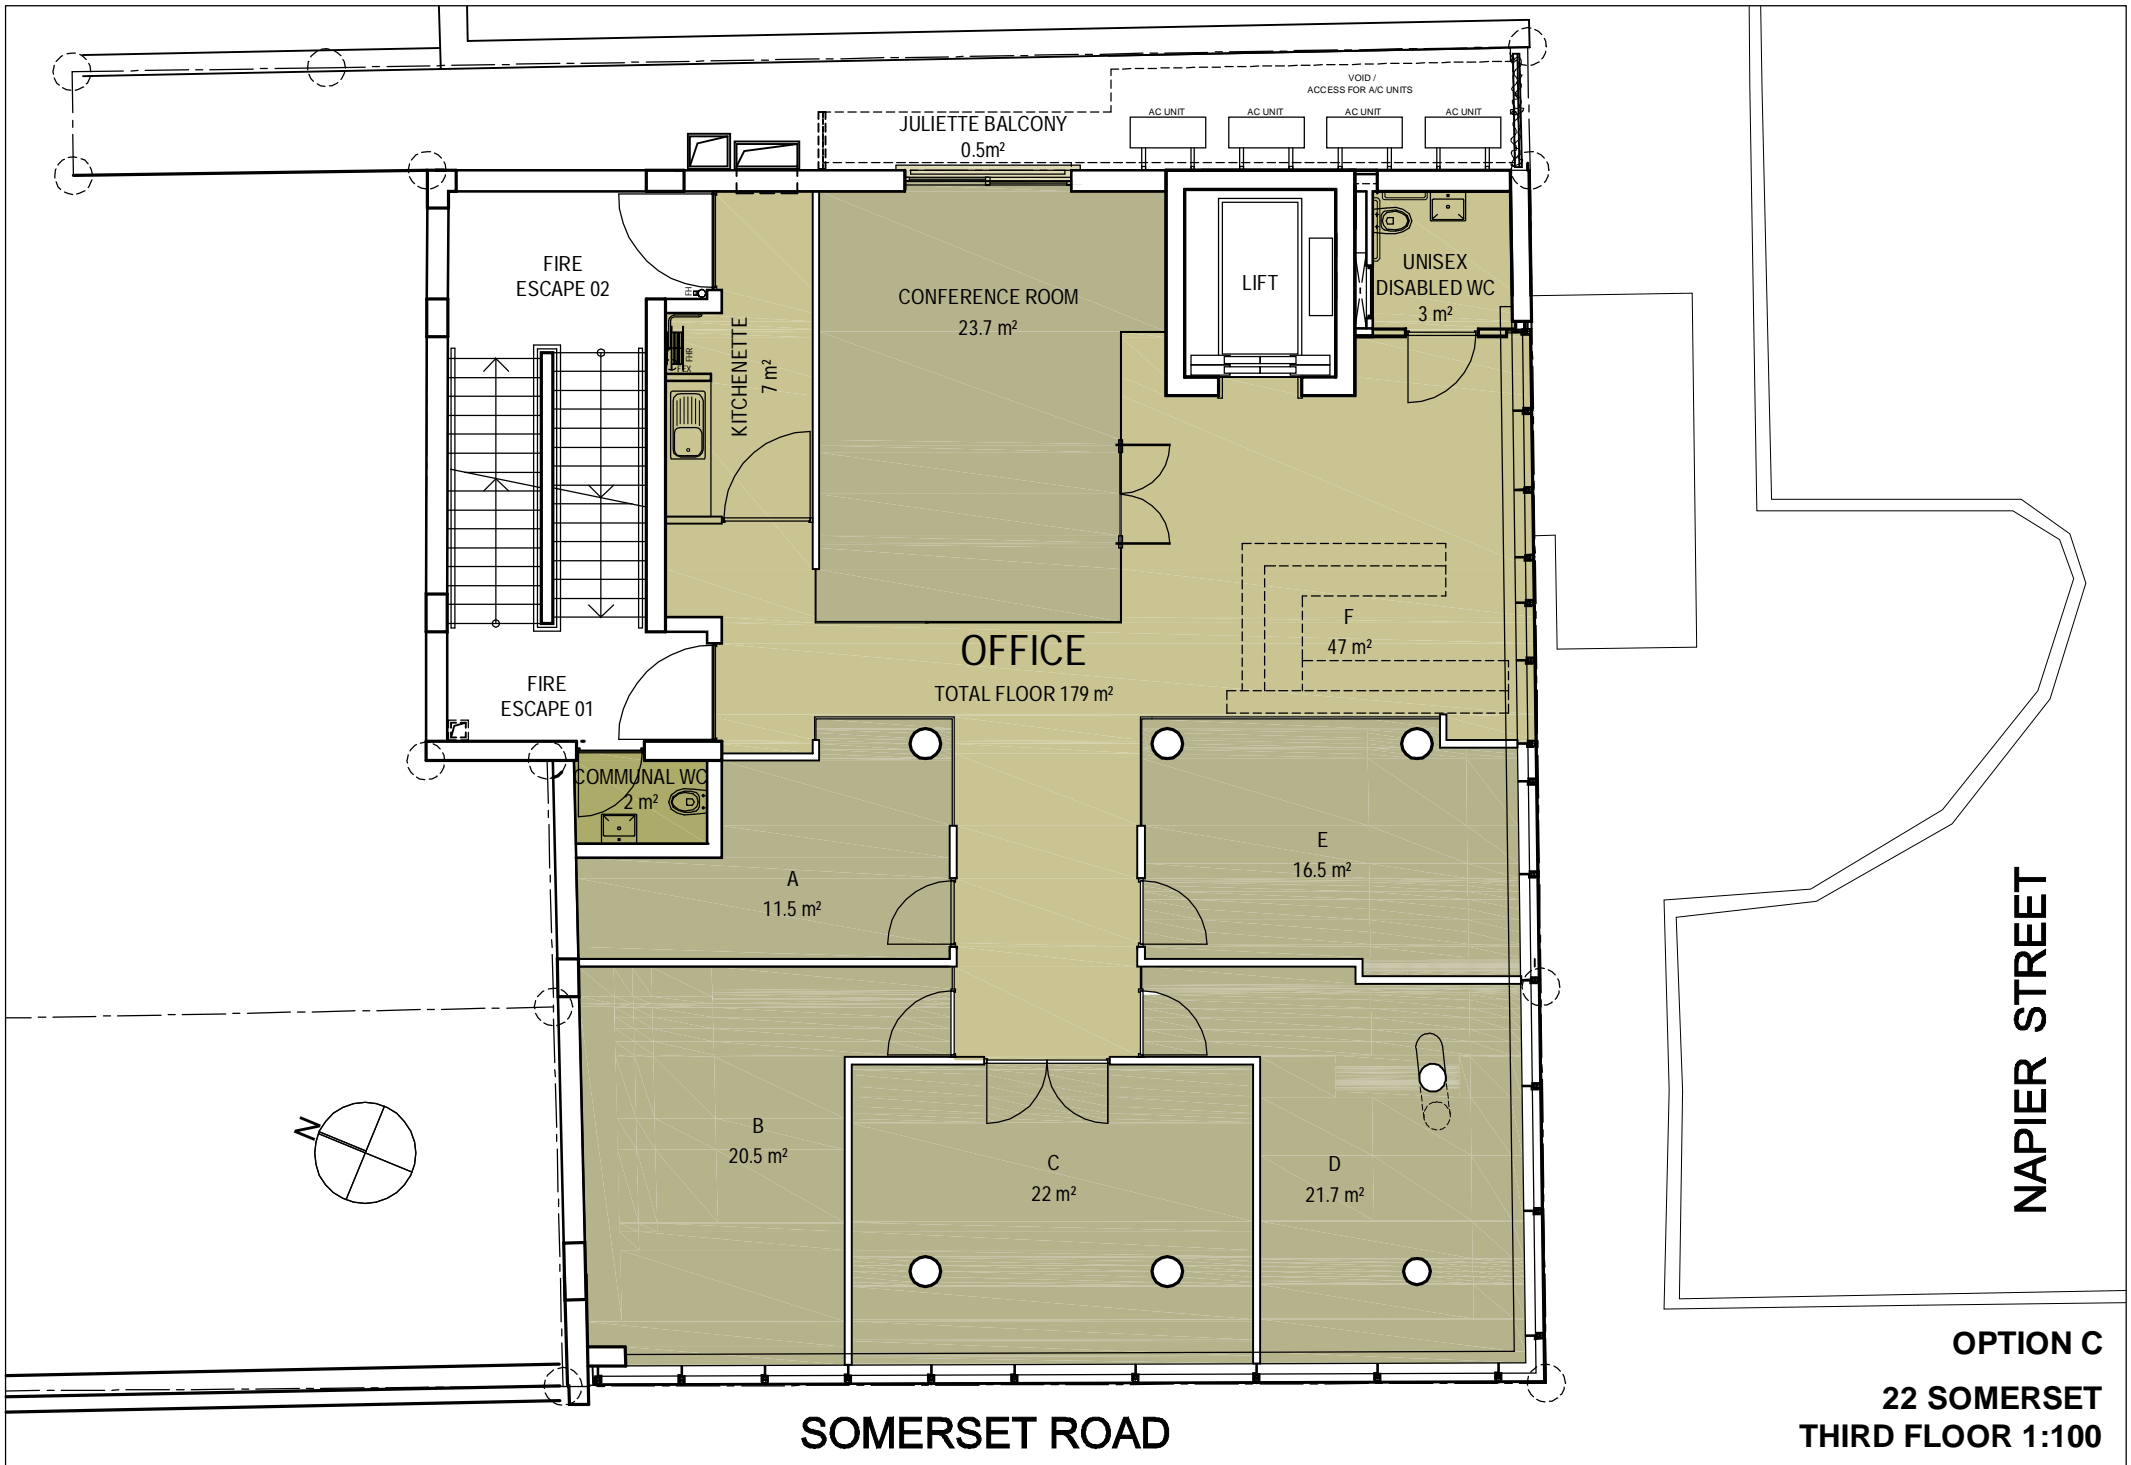 VOID /
ACCESS FOR A/C UNITS
AC UNIT
AC UNIT
AC UNIT
AC UNIT
JULIETTE BALCONY
0.5m²
FIRE
ESCAPE 02
FH
FHR
FEX
KITCHENETTE
7 m²
CONFERENCE ROOM
23.7 m²
LIFT
UNISEX
DISABLED WC
3 m²
F
47 m²
OFFICE
TOTAL FLOOR 179 m²
FIRE
ESCAPE 01
COMMUNAL WC
2 m²
A
11.5 m²
E
16.5 m²
B
20.5 m²
C
22 m²
D
21.7 m²
N
NAPIER STREET
SOMERSET ROAD
OPTION C
22 SOMERSET
THIRD FLOOR 1:100